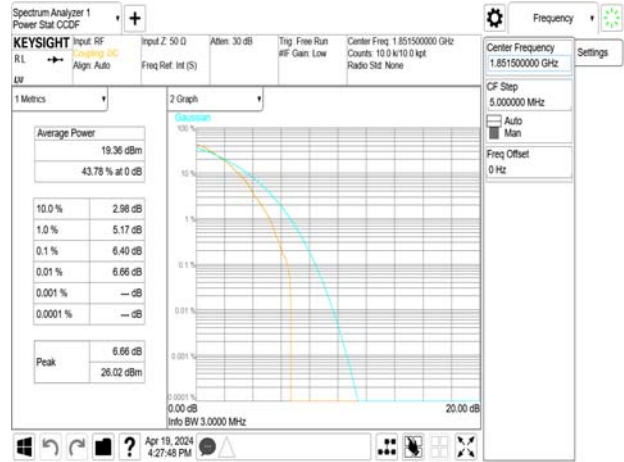 Spectrum Analyzer 1
Power Stat CCDF
Frequency
KEYSIGHT
RL
Input: RF
Coupling: DC
Align: Auto
Input Z: 50 Ω
Freq Ref: Int (S)
Atten: 30 dB
Trig: Free Run
#IF Gain: Low
Center Freq: 1.851500000 GHz
Counts: 10.0 k/10.0 kpt
Radio Std: None
Center Frequency
1.851500000 GHz
Settings
CF Step
5.000000 MHz
Auto
Man
Freq Offset
0 Hz
1 Metrics
2 Graph
Gaussian
Average Power
19.36 dBm
43.78 % at 0 dB
10.0 % 2.98 dB
1.0 % 5.17 dB
0.1 % 6.40 dB
0.01 % 6.66 dB
0.001 % --- dB
0.0001 % --- dB
Peak
6.66 dB
26.02 dBm
100 %
10 %
1 %
0.1 %
0.01 %
0.001 %
0.0001 %
0.00 dB
20.00 dB
Info BW 3.0000 MHz
?
Apr 19, 2024
4:27:48 PM